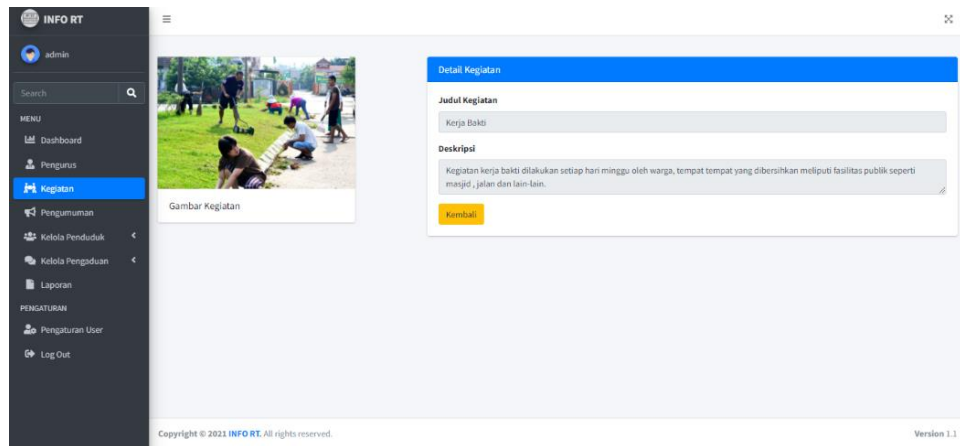 INFO RT
admin
Search
MENU
Dashboard
Pengurus
Kegiatan
Pengumuman
Kelola Penduduk
Kelola Pengaduan
Laporan
PENGATURAN
Pengaturan User
Log Out
Gambar Kegiatan
Detail Kegiatan
Judul Kegiatan
Kerja Bakti
Deskripsi
Kegiatan kerja bakti dilakukan setiap hari minggu oleh warga, tempat tempat yang dibersihkan meliputi fasilitas publik seperti
masjid , jalan dan lain-lain.
Kembali
Copyright © 2021 INFO RT. All rights reserved.
Version 1.1